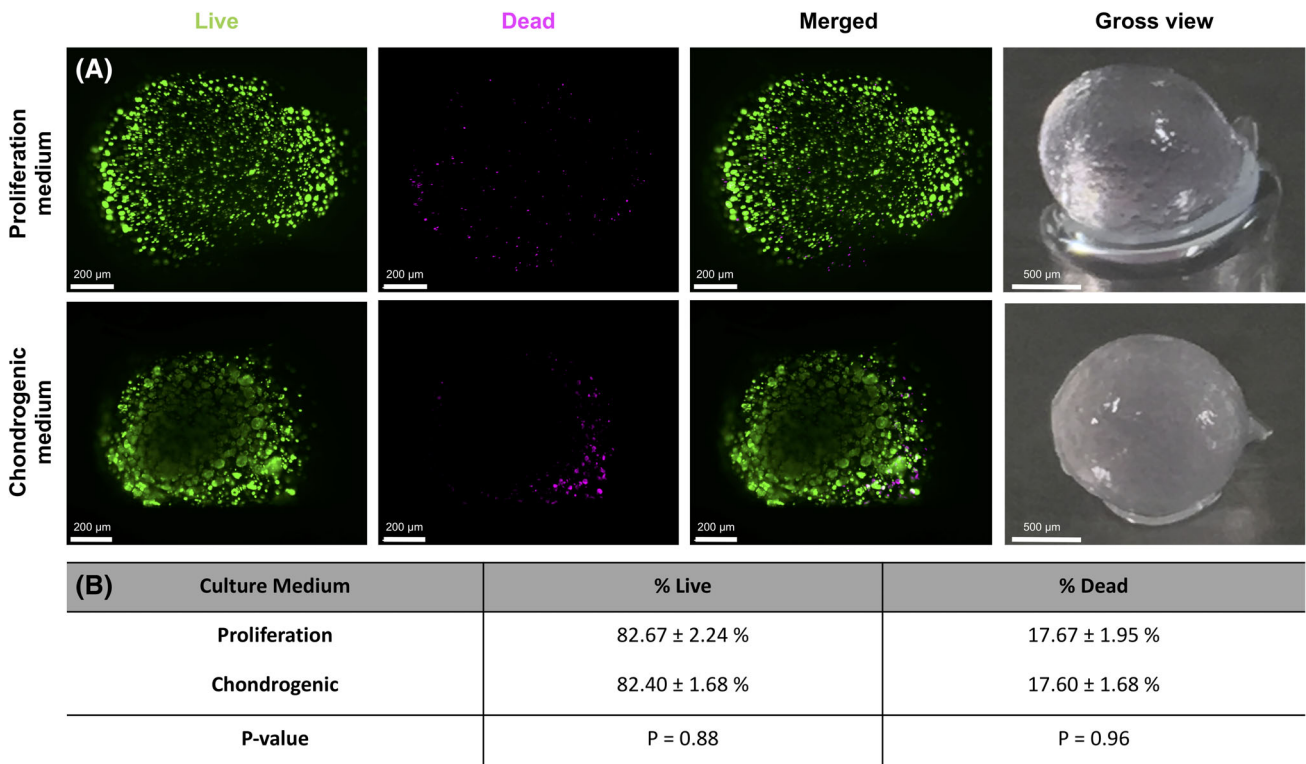 Live Dead Merged Gross view
(A)
Proliferation
medium
200 µm 200 µm 200 µm 500 µm
Chondrogenic
medium
200 µm 200 µm 200 µm 500 µm
(B) Culture Medium % Live % Dead
Proliferation 82.67 ± 2.24 % 17.67 ± 1.95 %
Chondrogenic 82.40 ± 1.68 % 17.60 ± 1.68 %
P-value P = 0.88 P = 0.96